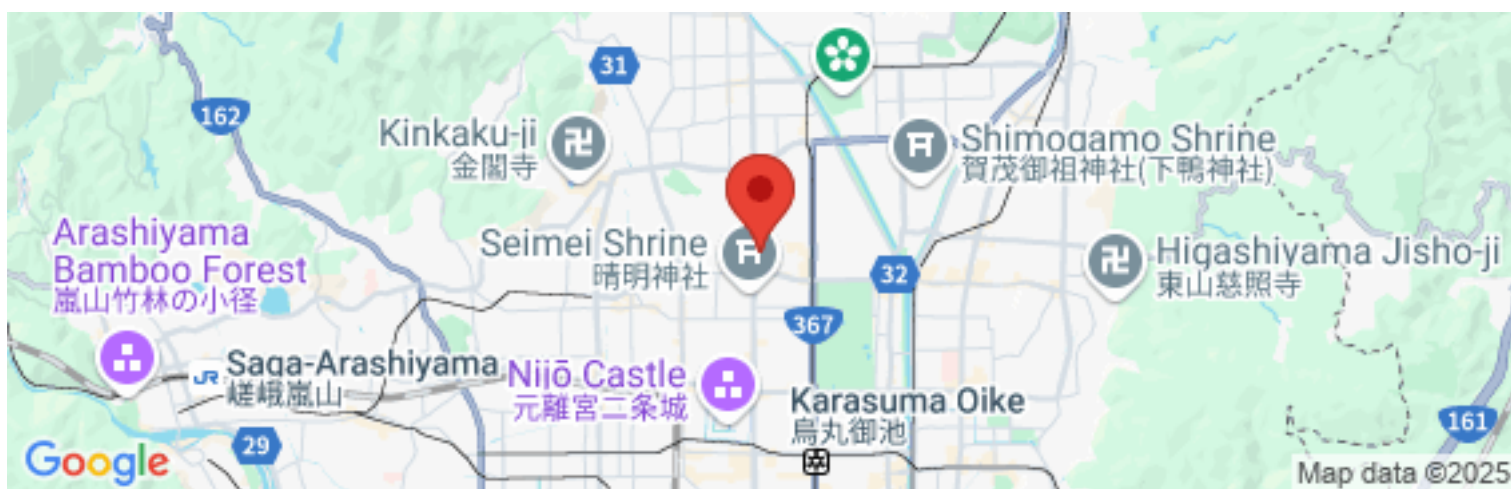 31
162
Kinkaku-ji
金閣寺
Shimogamo Shrine
賀茂御祖神社(下鴨神社)
Arashiyama
Bamboo Forest
嵐山竹林の小径
Seimei Shrine
晴明神社
32
Higashiyama Jisho-ji
東山慈照寺
367
JR
Saga-Arashiyama
嵯峨嵐山
Nijō Castle
元離宮二条城
Karasuma Oike
烏丸御池
29
161
Google
Map data ©2025